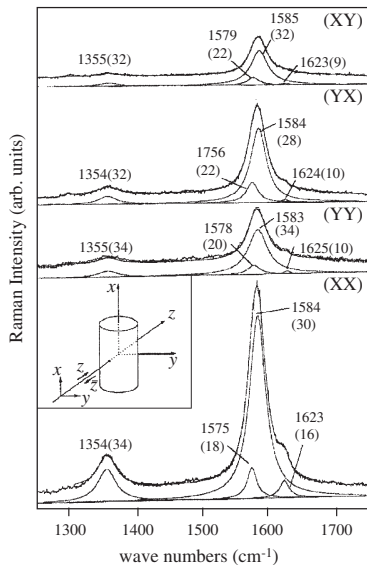 (XY)
1585
(32)
1579
(22)
1355(32)
1623(9)
(YX)
1584
(28)
1756
(22)
1354(32)
1624(10)
(YY)
1583
(34)
1578
(20)
1355(34)
1625(10)
(XX)
1584
(30)
x
z
y
z
z̄
x
y
1354(34)
1575
(18)
1623
(16)
Raman Intensity (arb. units)
1300 1400 1500 1600 1700
wave numbers (cm⁻¹)